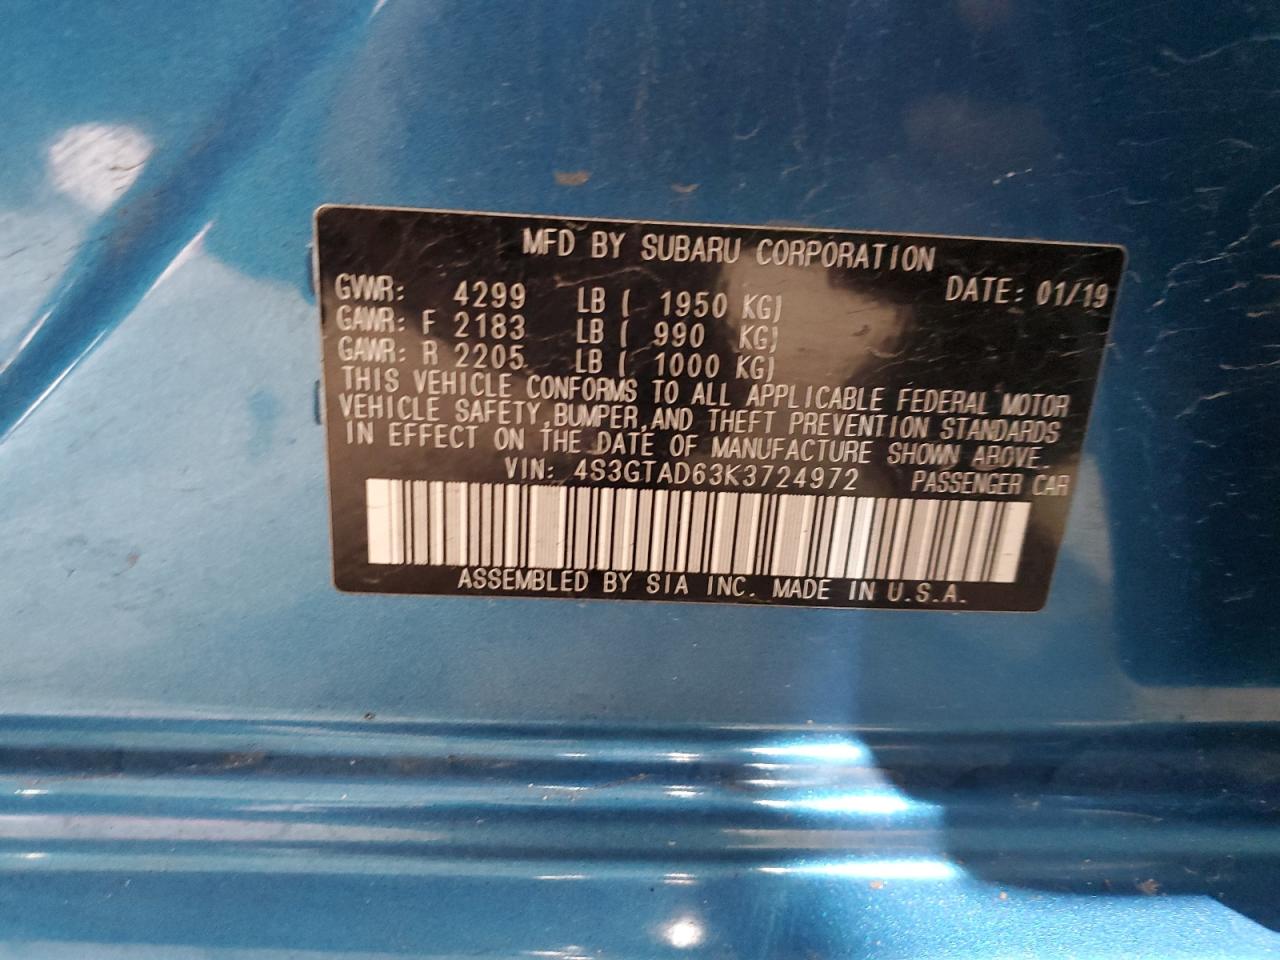 MFD BY SUBARU CORPORATION
GVWR: 4299 LB ( 1950 KG) DATE: 01/19
GAWR: F 2183 LB ( 990 KG)
GAWR: R 2205 LB ( 1000 KG)
THIS VEHICLE CONFORMS TO ALL APPLICABLE FEDERAL MOTOR
VEHICLE SAFETY,BUMPER,AND THEFT PREVENTION STANDARDS
IN EFFECT ON THE DATE OF MANUFACTURE SHOWN ABOVE.
VIN: 4S3GTAD63K3724972 PASSENGER CAR
ASSEMBLED BY SIA INC. MADE IN U.S.A.